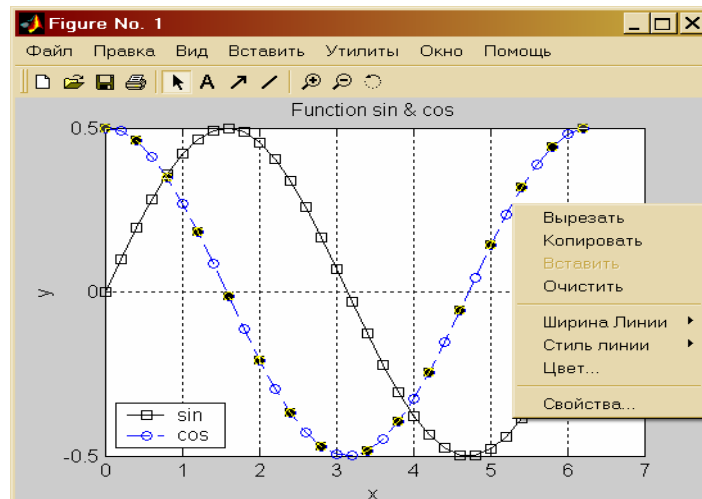 Figure No. 1
Файл Правка Вид Вставить Утилиты Окно Помощь
A
Function sin & cos
0.5
0
-0.5
y
0 1 2 3 4 5 6 7
x
sin
cos
Вырезать
Копировать
Вставить
Очистить
Ширина Линии
Стиль линии
Цвет...
Свойства...